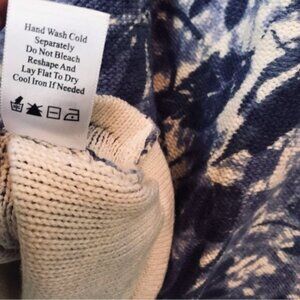 Hand Wash Cold
Separately
Do Not Bleach
Reshape And
Lay Flat To Dry
Cool Iron If Needed